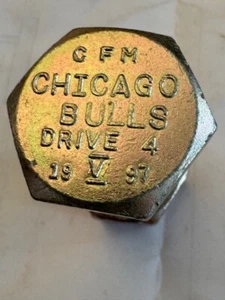 GFM
CHICAGO
BULLS
DRIVE 4
V
19 97